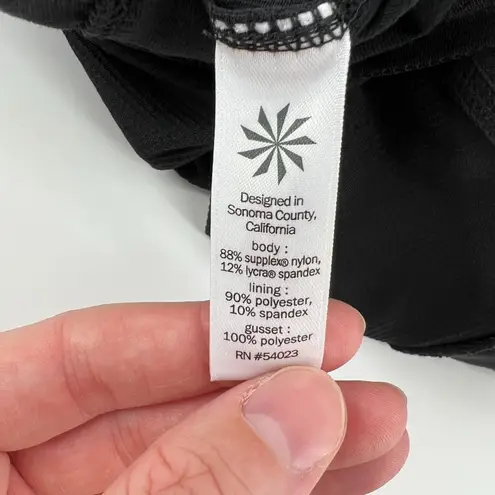 Designed in
Sonoma County,
California
body :
88% supplex® nylon,
12% lycra® spandex
lining :
90% polyester,
10% spandex
gusset :
100% polyester
RN #54023